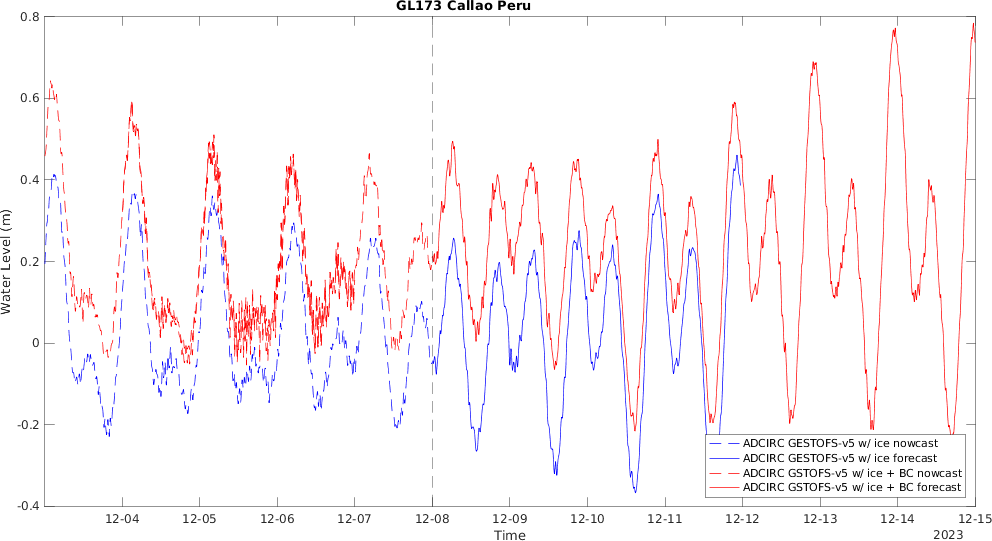 GL173 Callao Peru
Water Level (m)
0.8
0.6
0.4
0.2
0
-0.2
-0.4
ADCIRC GESTOFS-v5 w/ ice nowcast
ADCIRC GESTOFS-v5 w/ ice forecast
ADCIRC GSTOFS-v5 w/ ice + BC nowcast
ADCIRC GSTOFS-v5 w/ ice + BC forecast
12-04 12-05 12-06 12-07 12-08 12-09 12-10 12-11 12-12 12-13 12-14 12-15
Time
2023